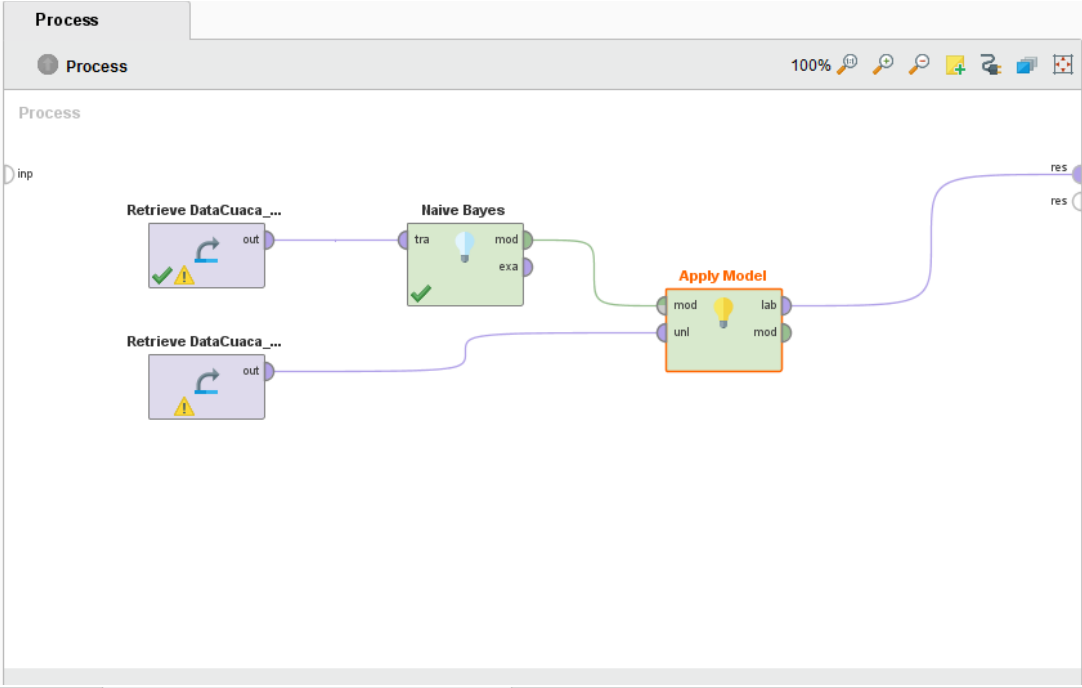 Process
Process
100%
Process
inp
res
res
Retrieve DataCuaca_...
out
Naive Bayes
tra
mod
exa
Apply Model
mod
lab
unl
mod
Retrieve DataCuaca_...
out